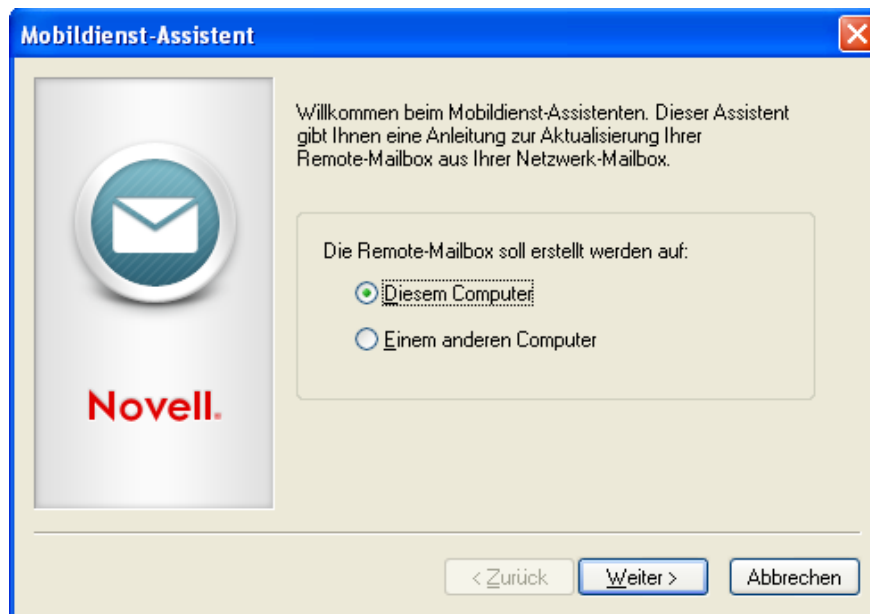 Mobildienst-Assistent
Willkommen beim Mobildienst-Assistenten. Dieser Assistent
gibt Ihnen eine Anleitung zur Aktualisierung Ihrer
Remote-Mailbox aus Ihrer Netzwerk-Mailbox.
Die Remote-Mailbox soll erstellt werden auf:
Diesem Computer
Einem anderen Computer
Novell®
< Zurück
Weiter >
Abbrechen